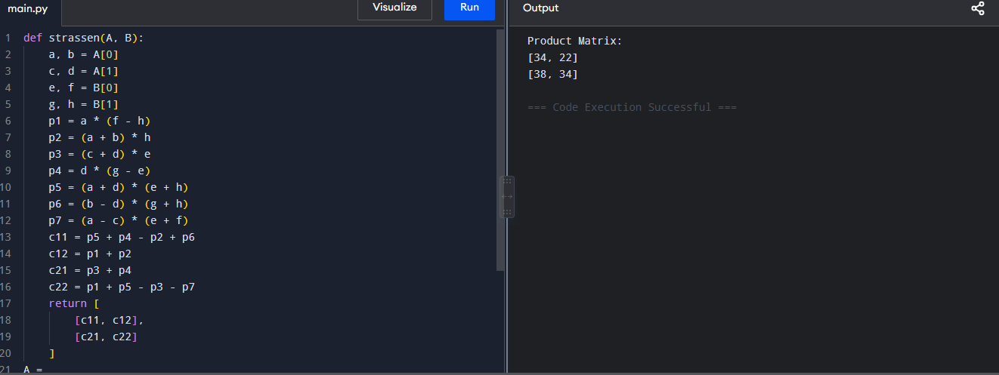 main.py Visualize Run Output
1 def strassen(A, B):
2     a, b = A[0]
3     c, d = A[1]
4     e, f = B[0]
5     g, h = B[1]
6     p1 = a * (f - h)
7     p2 = (a + b) * h
8     p3 = (c + d) * e
9     p4 = d * (g - e)
10     p5 = (a + d) * (e + h)
11     p6 = (b - d) * (g + h)
12     p7 = (a - c) * (e + f)
13     c11 = p5 + p4 - p2 + p6
14     c12 = p1 + p2
15     c21 = p3 + p4
16     c22 = p1 + p5 - p3 - p7
17     return [
18         [c11, c12],
19         [c21, c22]
20     ]
21 A =
Product Matrix:
[34, 22]
[38, 34]
=== Code Execution Successful ===